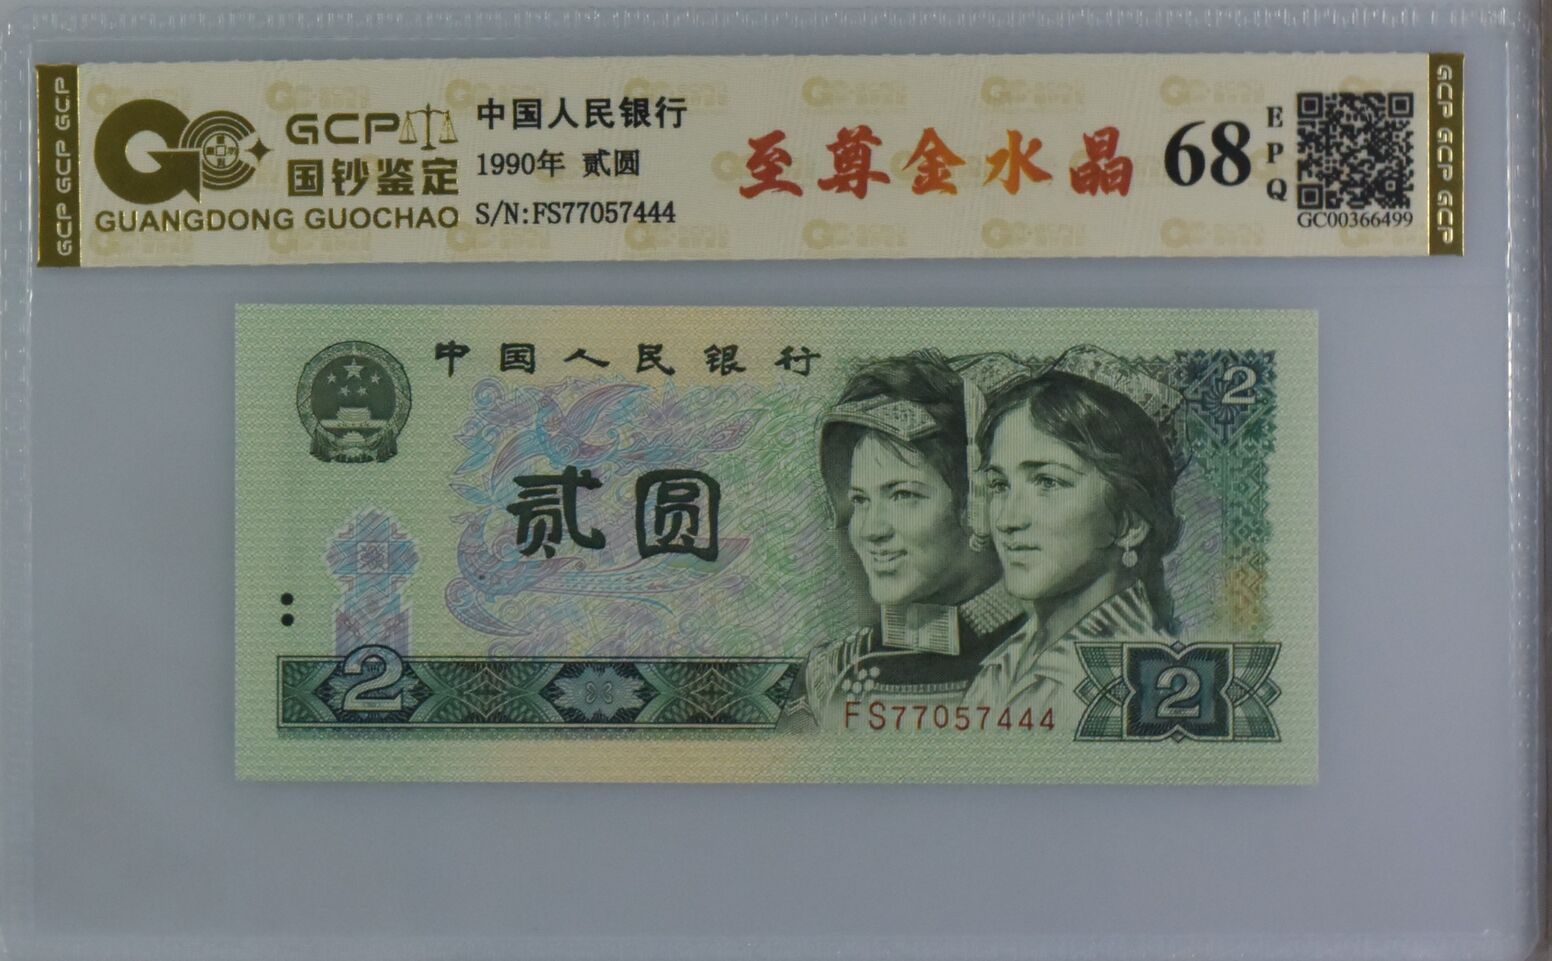 GCP GCP GCP
GCP
国钞鉴定
GUANGDONG GUOCHAO
中国人民银行
1990年 贰圆
S/N:FS77057444
至尊金水晶
68
EPQ
GC00366499
GCP GCP GCP
中国人民银行
2
贰圆
2
FS77057444
2